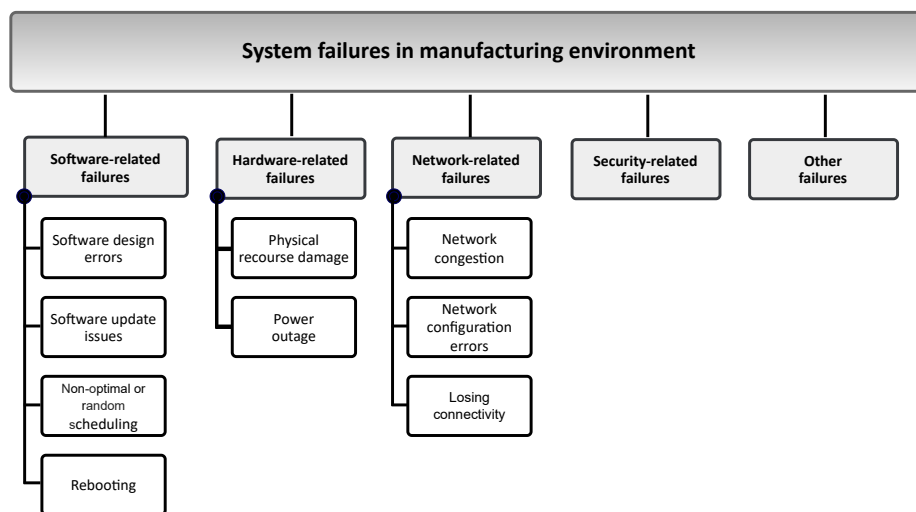 System failures in manufacturing environment
Software-related
failures
Hardware-related
failures
Network-related
failures
Security-related
failures
Other
failures
Software design
errors
Software update
issues
Non-optimal or
random
scheduling
Rebooting
Physical
recourse damage
Power
outage
Network
congestion
Network
configuration
errors
Losing
connectivity